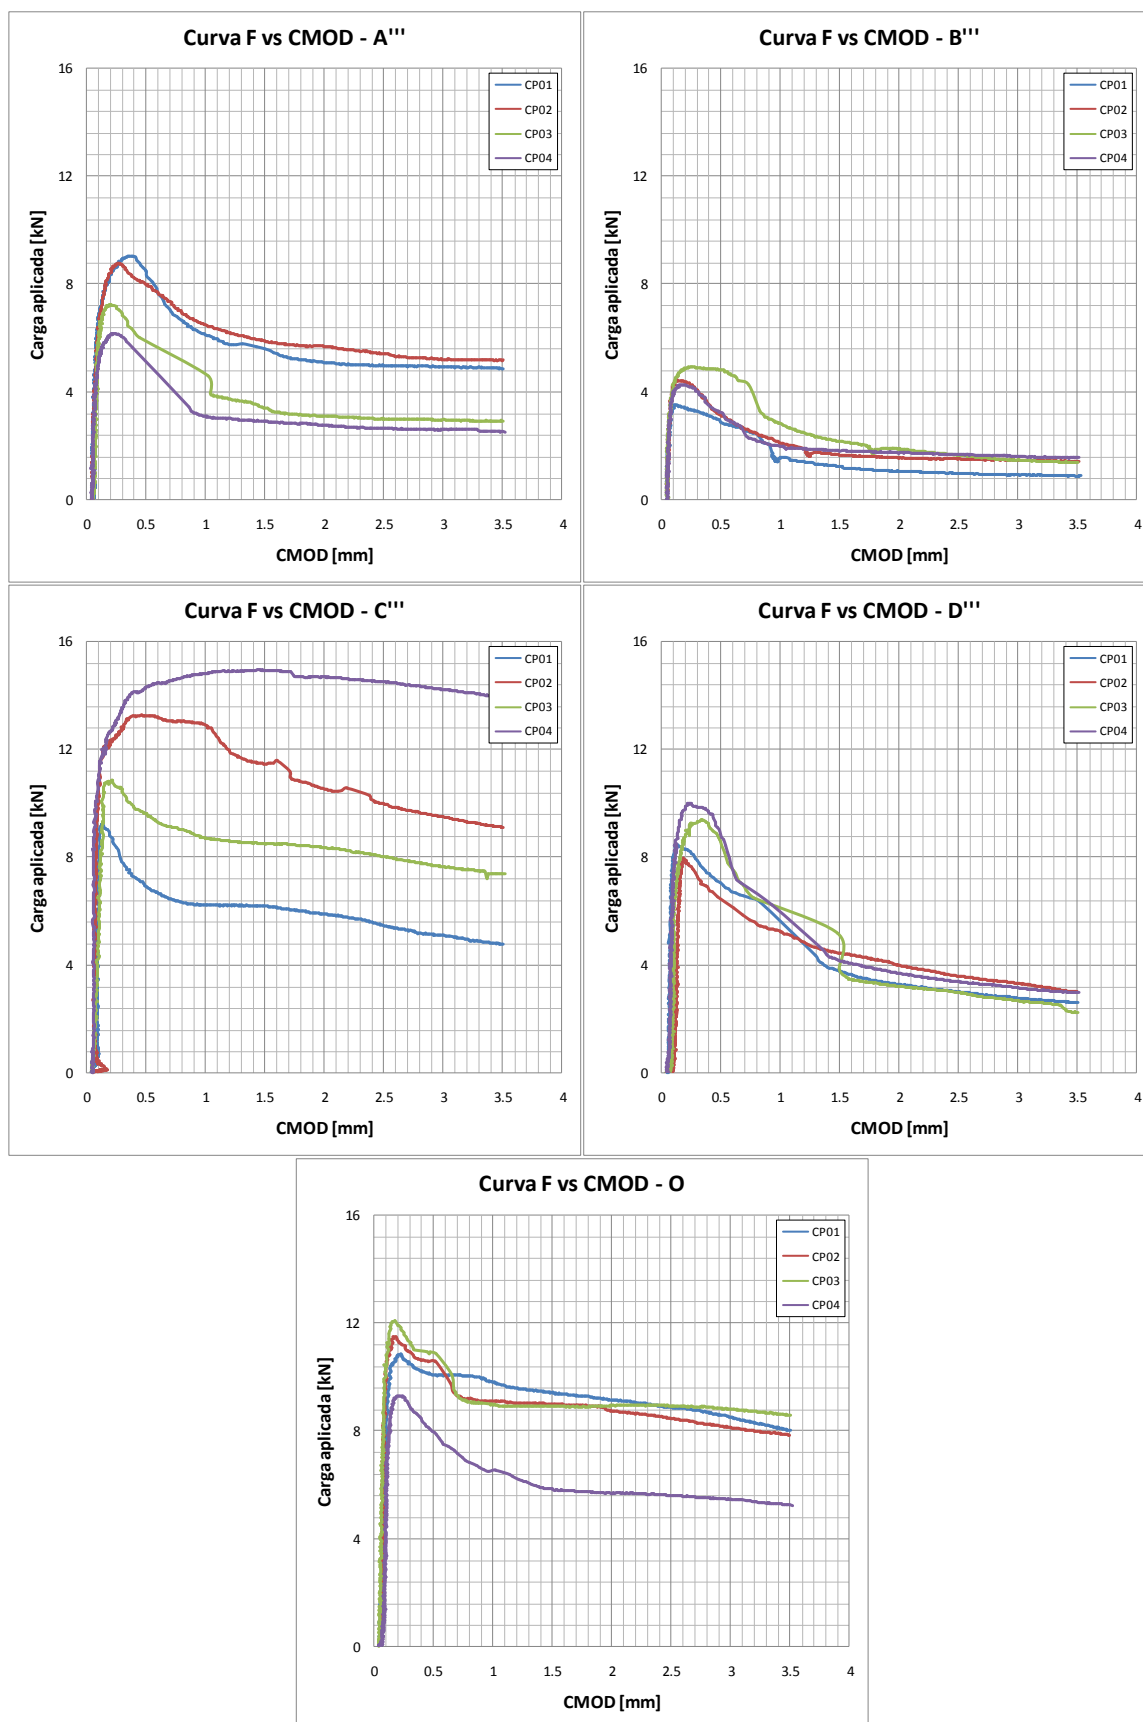 Curva F vs CMOD - A'''
16
12
8
4
0
Carga aplicada [kN]
CP01
CP02
CP03
CP04
0 0.5 1 1.5 2 2.5 3 3.5 4
CMOD [mm]
Curva F vs CMOD - B'''
16
12
8
4
0
Carga aplicada [kN]
CP01
CP02
CP03
CP04
0 0.5 1 1.5 2 2.5 3 3.5 4
CMOD [mm]
Curva F vs CMOD - C'''
16
12
8
4
0
Carga aplicada [kN]
CP01
CP02
CP03
CP04
0 0.5 1 1.5 2 2.5 3 3.5 4
CMOD [mm]
Curva F vs CMOD - D'''
16
12
8
4
0
Carga aplicada [kN]
CP01
CP02
CP03
CP04
0 0.5 1 1.5 2 2.5 3 3.5 4
CMOD [mm]
Curva F vs CMOD - O
16
12
8
4
0
Carga aplicada [kN]
CP01
CP02
CP03
CP04
0 0.5 1 1.5 2 2.5 3 3.5 4
CMOD [mm]